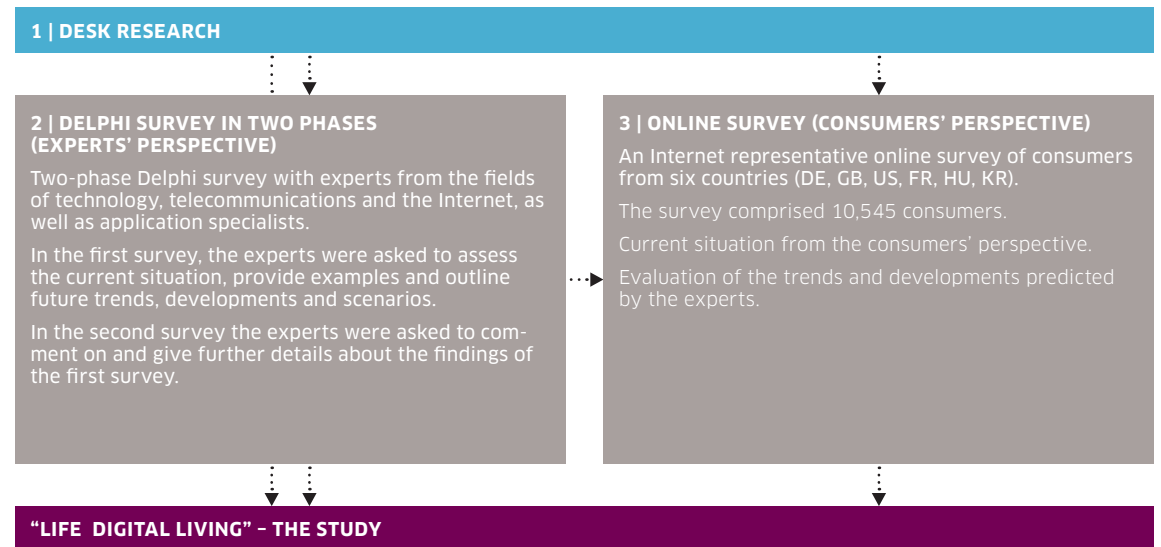 1 | DESK RESEARCH
2 | DELPHI SURVEY IN TWO PHASES
(EXPERTS’ PERSPECTIVE)
Two-phase Delphi survey with experts from the fields
of technology, telecommunications and the Internet, as
well as application specialists.
In the first survey, the experts were asked to assess
the current situation, provide examples and outline
future trends, developments and scenarios.
In the second survey the experts were asked to com-
ment on and give further details about the findings of
the first survey.
3 | ONLINE SURVEY (CONSUMERS’ PERSPECTIVE)
An Internet representative online survey of consumers
from six countries (DE, GB, US, FR, HU, KR).
The survey comprised 10,545 consumers.
Current situation from the consumers’ perspective.
Evaluation of the trends and developments predicted
by the experts.
“LIFE DIGITAL LIVING” – THE STUDY